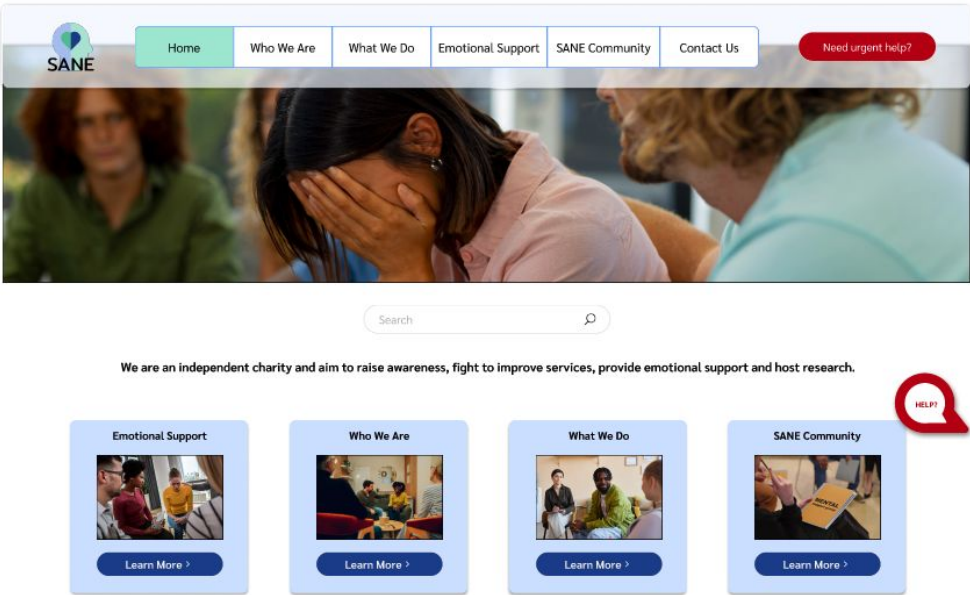 SANE
Home
Who We Are
What We Do
Emotional Support
SANE Community
Contact Us
Need urgent help?
Search
We are an independent charity and aim to raise awareness, fight to improve services, provide emotional support and host research.
HELP?
Emotional Support
Who We Are
What We Do
SANE Community
MENTAL
Learn More >
Learn More >
Learn More >
Learn More >